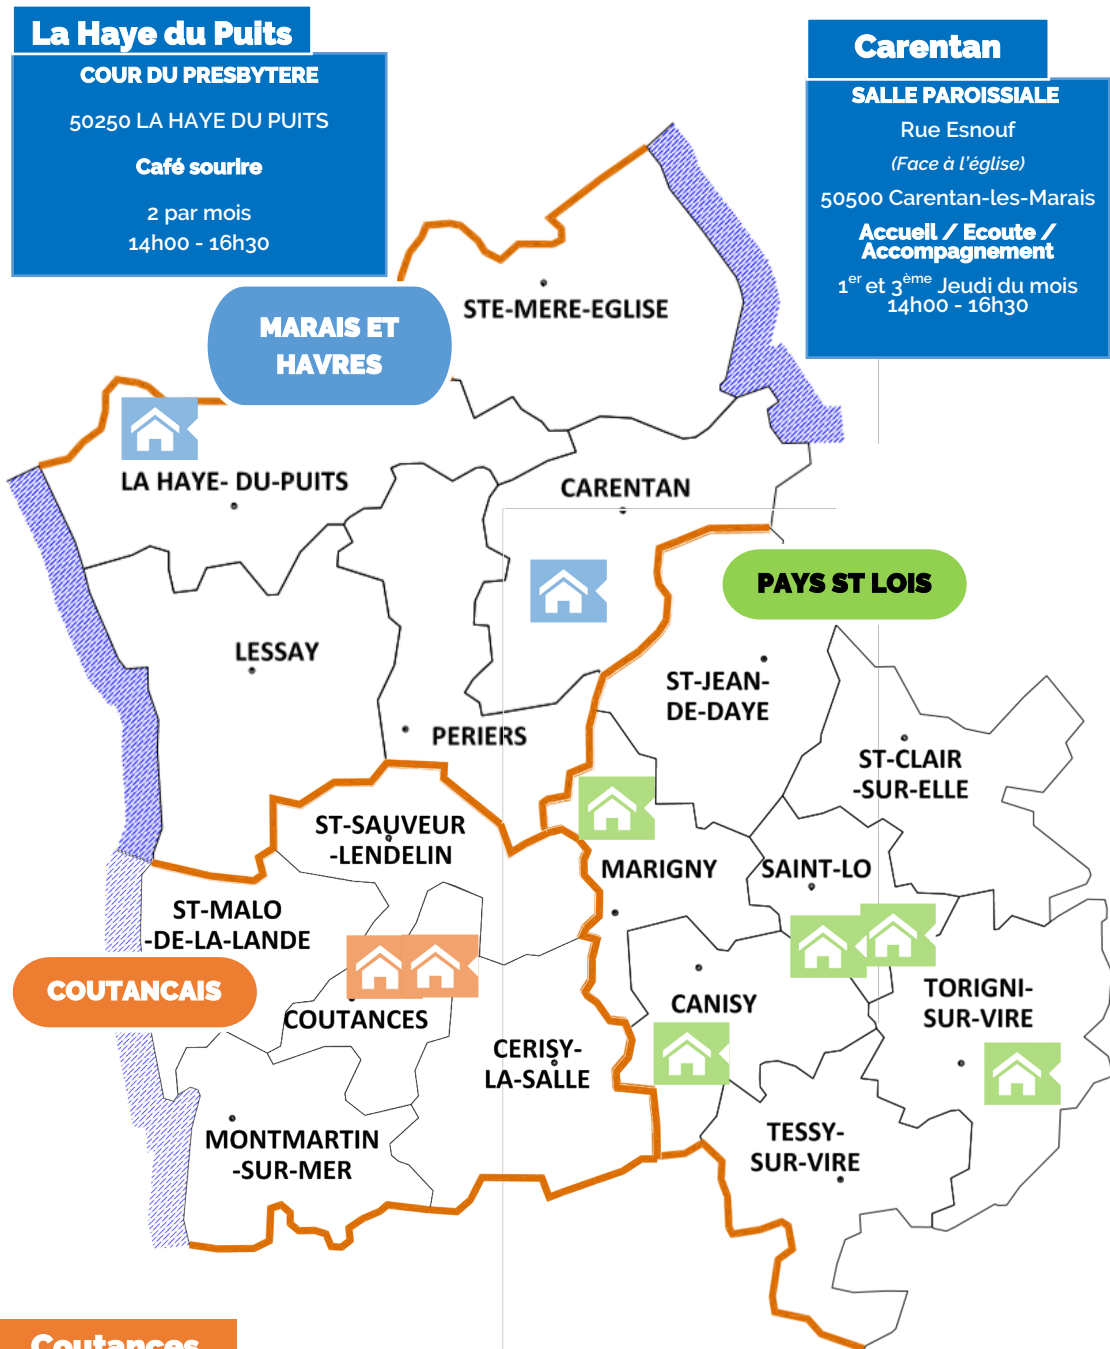 La Haye du Puits
COUR DU PRESBYTERE
50250 LA HAYE DU PUITS
Café sourire
2 par mois
14h00 - 16h30
Carentan
SALLE PAROISSIALE
Rue Esnouf
(Face à l'église)
50500 Carentan-les-Marais
Accueil / Ecoute /
Accompagnement
1er et 3ème Jeudi du mois
14h00 - 16h30
STE-MERE-EGLISE
MARAIS ET
HAVRES
LA HAYE- DU-PUITS
CARENTAN
PAYS ST LOIS
LESSAY
ST-JEAN-
DE-DAYE
PERIERS
ST-CLAIR
-SUR-ELLE
ST-SAUVEUR
-LENDELIN
MARIGNY
SAINT-LO
ST-MALO
-DE-LA-LANDE
COUTANCAIS
COUTANCES
CANISY
TORIGNI-
SUR-VIRE
CERISY-
LA-SALLE
MONTMARTIN
-SUR-MER
TESSY-
SUR-VIRE
Coutances